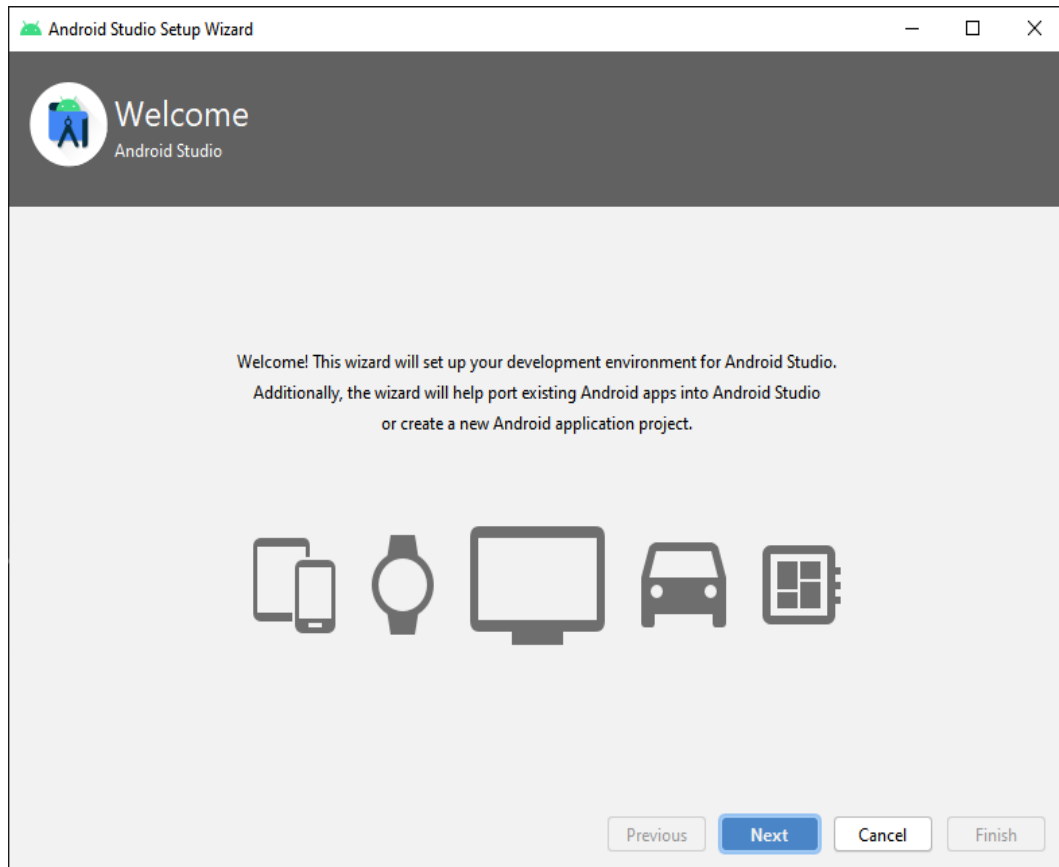 Android Studio Setup Wizard
Welcome
Android Studio
Welcome! This wizard will set up your development environment for Android Studio.
Additionally, the wizard will help port existing Android apps into Android Studio
or create a new Android application project.
Previous Next Cancel Finish